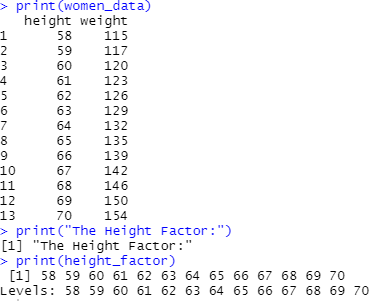 > print(women_data)
   height weight
1      58    115
2      59    117
3      60    120
4      61    123
5      62    126
6      63    129
7      64    132
8      65    135
9      66    139
10     67    142
11     68    146
12     69    150
13     70    154
> print("The Height Factor:")
[1] "The Height Factor:"
> print(height_factor)
 [1] 58 59 60 61 62 63 64 65 66 67 68 69 70
Levels: 58 59 60 61 62 63 64 65 66 67 68 69 70